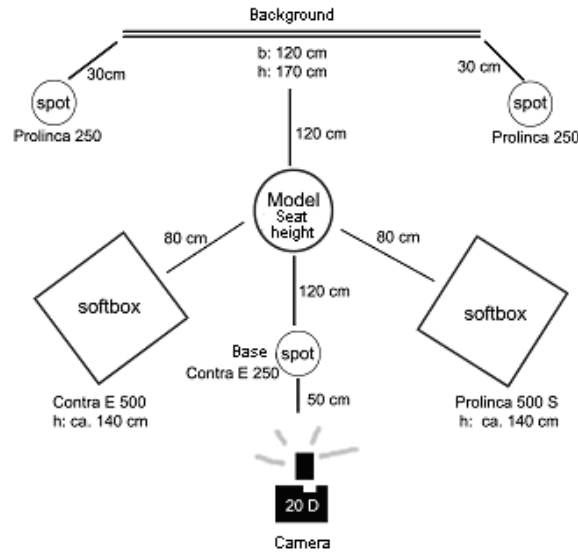 Background
b: 120 cm
h: 170 cm
30cm
30 cm
spot
spot
Prolinca 250
Prolinca 250
120 cm
Model
Seat
height
80 cm
80 cm
120 cm
softbox
softbox
Base
spot
Contra E 250
Contra E 500
h: ca. 140 cm
50 cm
Prolinca 500 S
h: ca. 140 cm
20 D
Camera